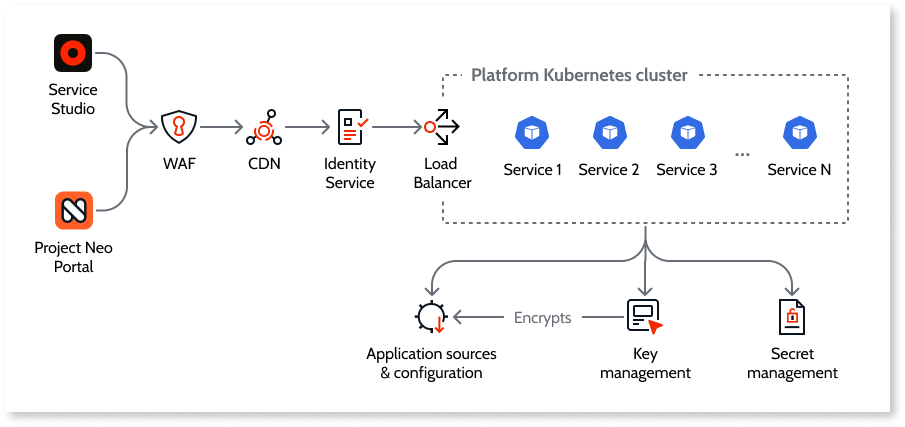 Service
Studio
Project Neo
Portal
WAF
CDN
Identity
Service
Load
Balancer
Platform Kubernetes cluster
Service 1
Service 2
Service 3
...
Service N
Encrypts
Application sources
& configuration
Key
management
Secret
management